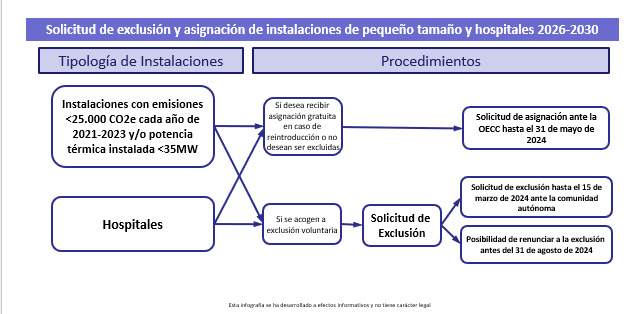 Solicitud de exclusión y asignación de instalaciones de pequeño tamaño y hospitales 2026-2030
Tipología de Instalaciones
Procedimientos
Instalaciones con emisiones
<25.000 CO2e cada año de
2021-2023 y/o potencia
térmica instalada <35MW
Si desea recibir
asignación gratuita
en caso de
reintroducción o no
desean ser excluidas
Solicitud de asignación ante la
OECC hasta el 31 de mayo de
2024
Hospitales
Si se acogen a
exclusión voluntaria
Solicitud de
Exclusión
Solicitud de exclusión hasta el 15 de
marzo de 2024 ante la comunidad
autónoma
Posibilidad de renunciar a la exclusión
antes del 31 de agosto de 2024
Esta infografía se ha desarrollado a efectos informativos y no tiene carácter legal